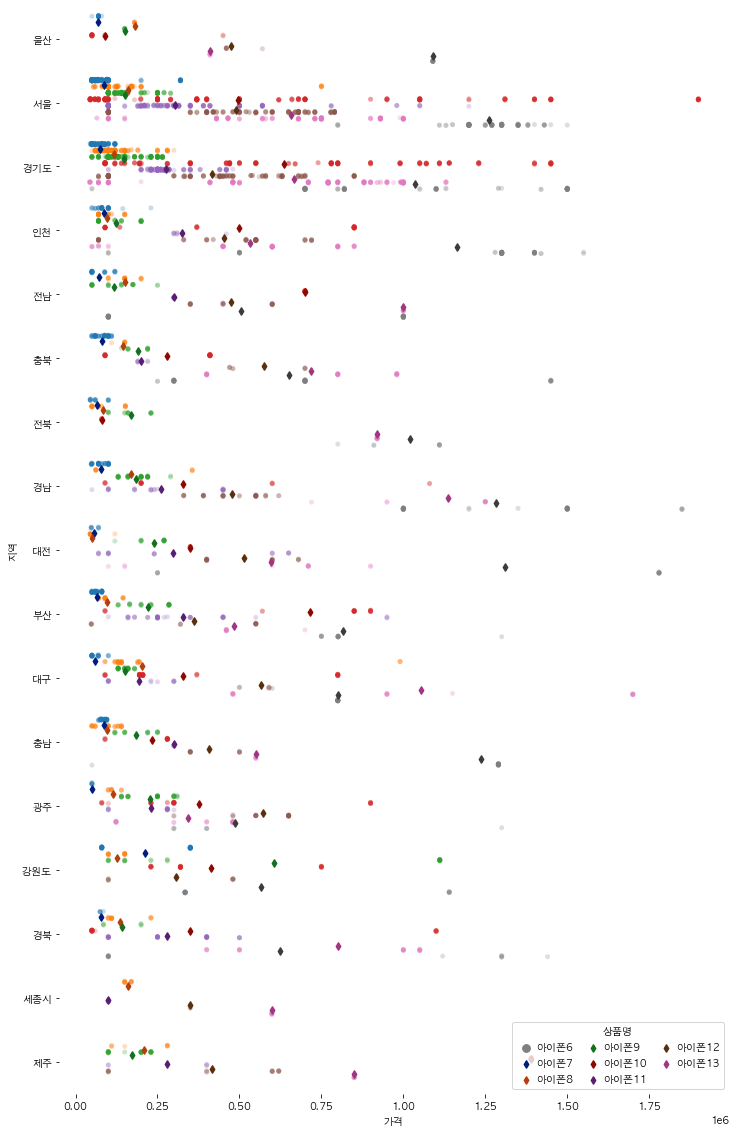 울산
서울
경기도
인천
전남
충북
전북
경남
지역
대전
부산
대구
충남
광주
강원도
경북
세종시
제주
상품명
아이폰6 아이폰9 아이폰12
아이폰7 아이폰10 아이폰13
아이폰8 아이폰11
0.00 0.25 0.50 0.75 1.00 1.25 1.50 1.75
가격 1e6